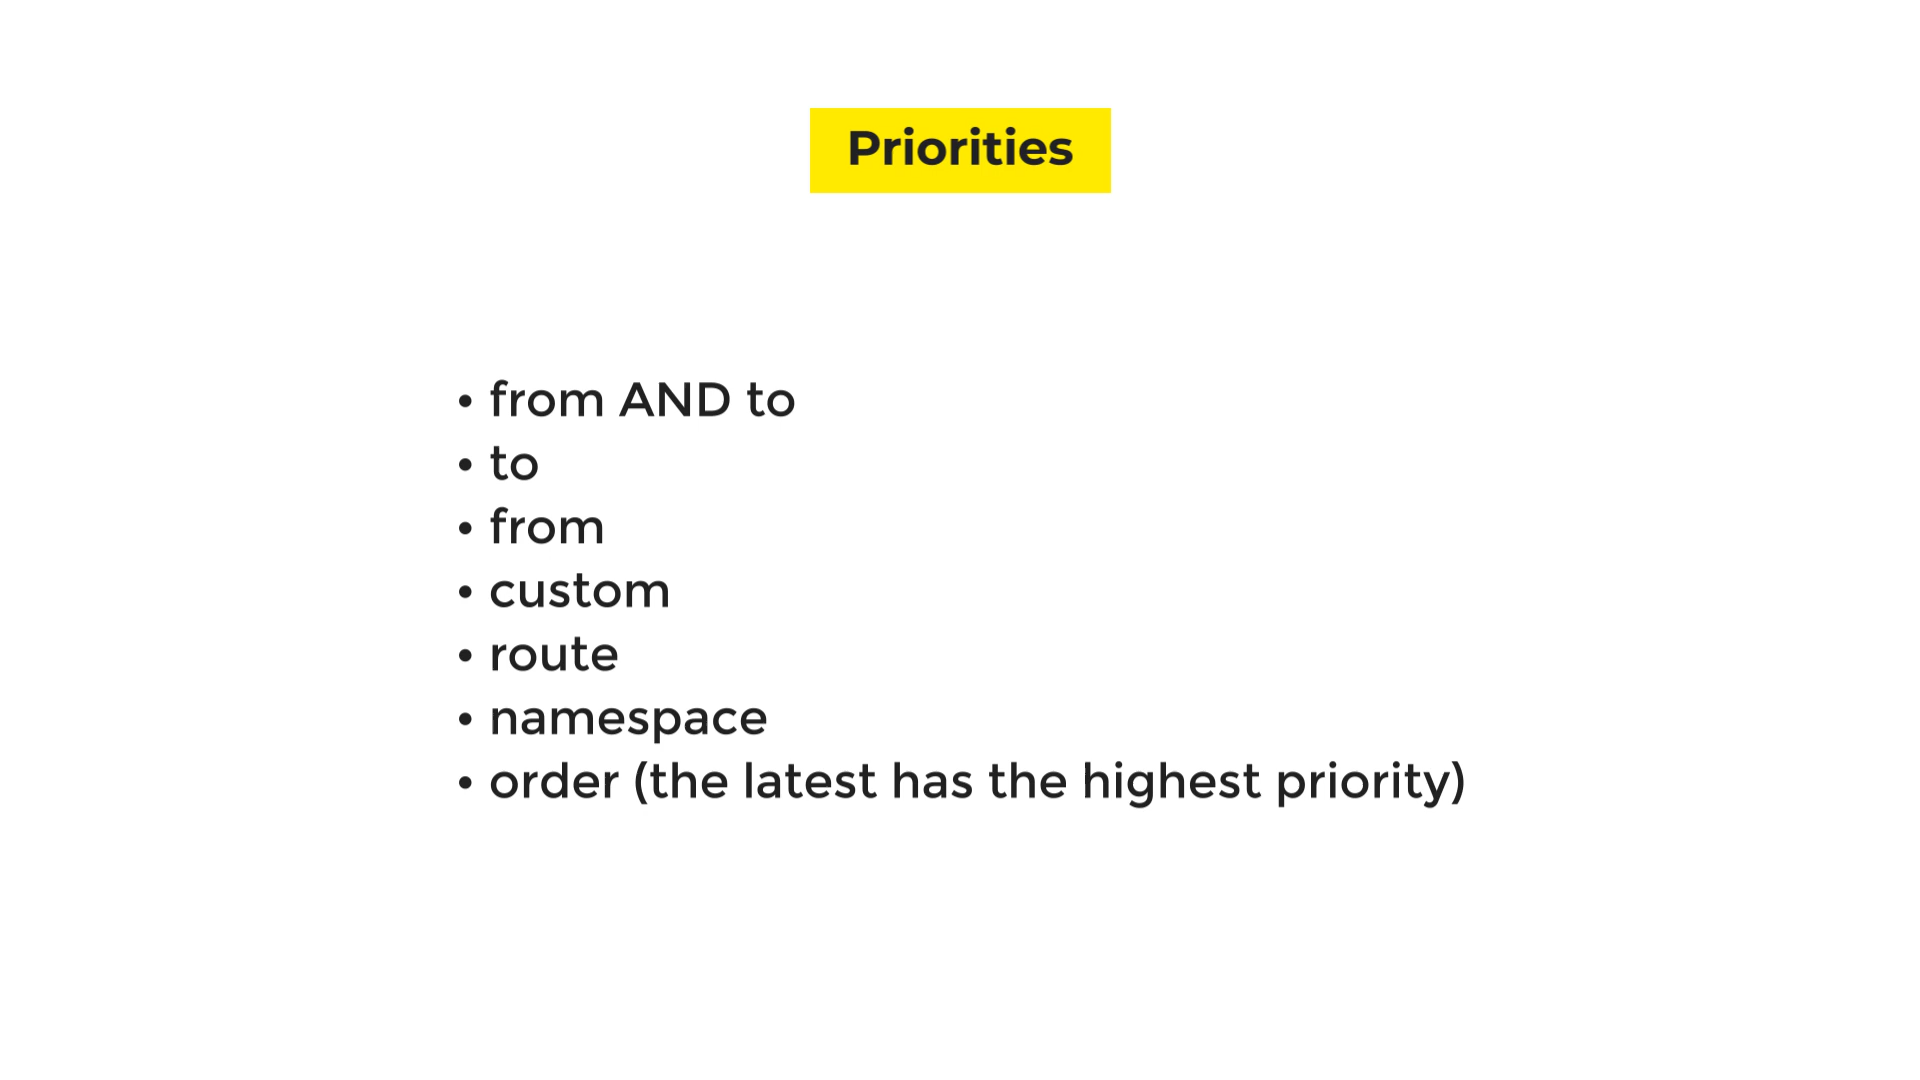 Priorities
• from AND to
• to
• from
• custom
• route
• namespace
• order (the latest has the highest priority)